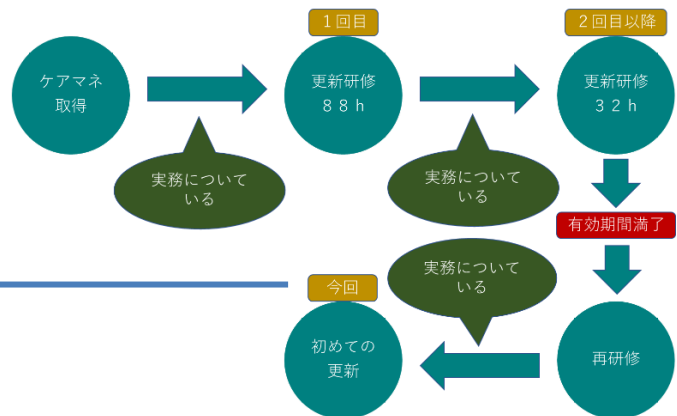 1回目
2回目以降
ケアマネ
取得
更新研修
88h
更新研修
32h
実務について
いる
実務について
いる
有効期間満了
実務について
いる
今回
初めての
更新
再研修